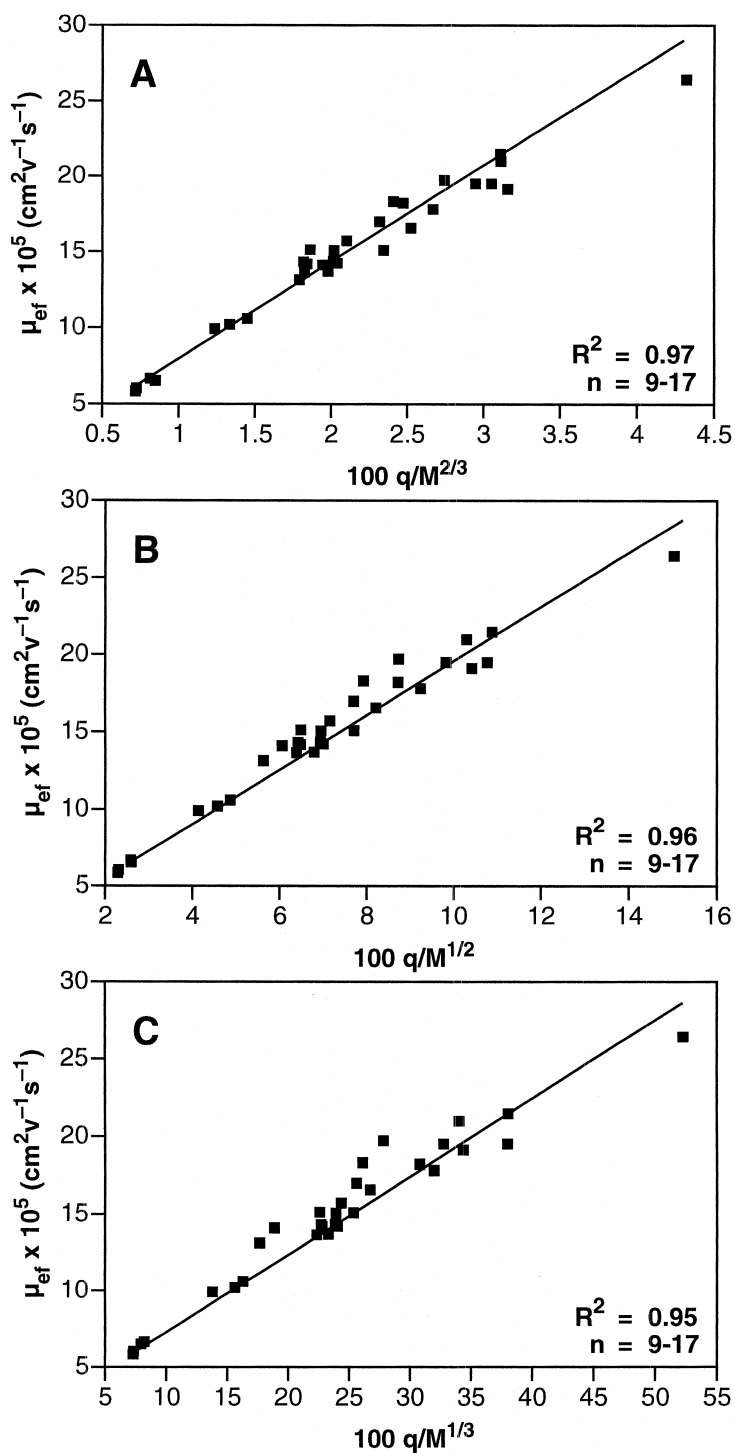 A
30
25
20
15
10
5
μef x 10⁵ (cm²v⁻¹s⁻¹)
R² = 0.97
n = 9-17
0.5 1 1.5 2 2.5 3 3.5 4 4.5
100 q/M²/³
B
30
25
20
15
10
5
μef x 10⁵ (cm²v⁻¹s⁻¹)
R² = 0.96
n = 9-17
2 4 6 8 10 12 14 16
100 q/M¹/²
C
30
25
20
15
10
5
μef x 10⁵ (cm²v⁻¹s⁻¹)
R² = 0.95
n = 9-17
5 10 15 20 25 30 35 40 45 50 55
100 q/M¹/³